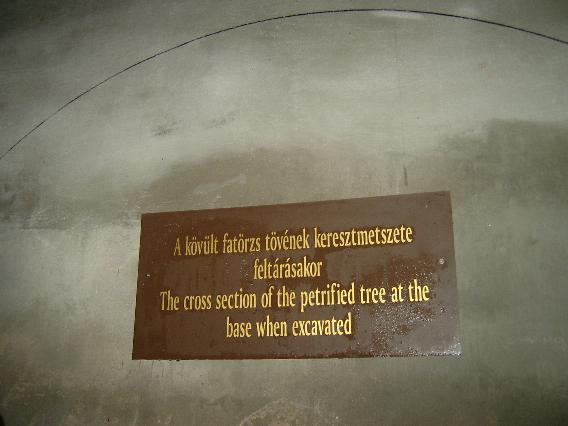 A kövült fatörzs tövének keresztmetszete
feltárásakor
The cross section of the petrified tree at the
base when excavated